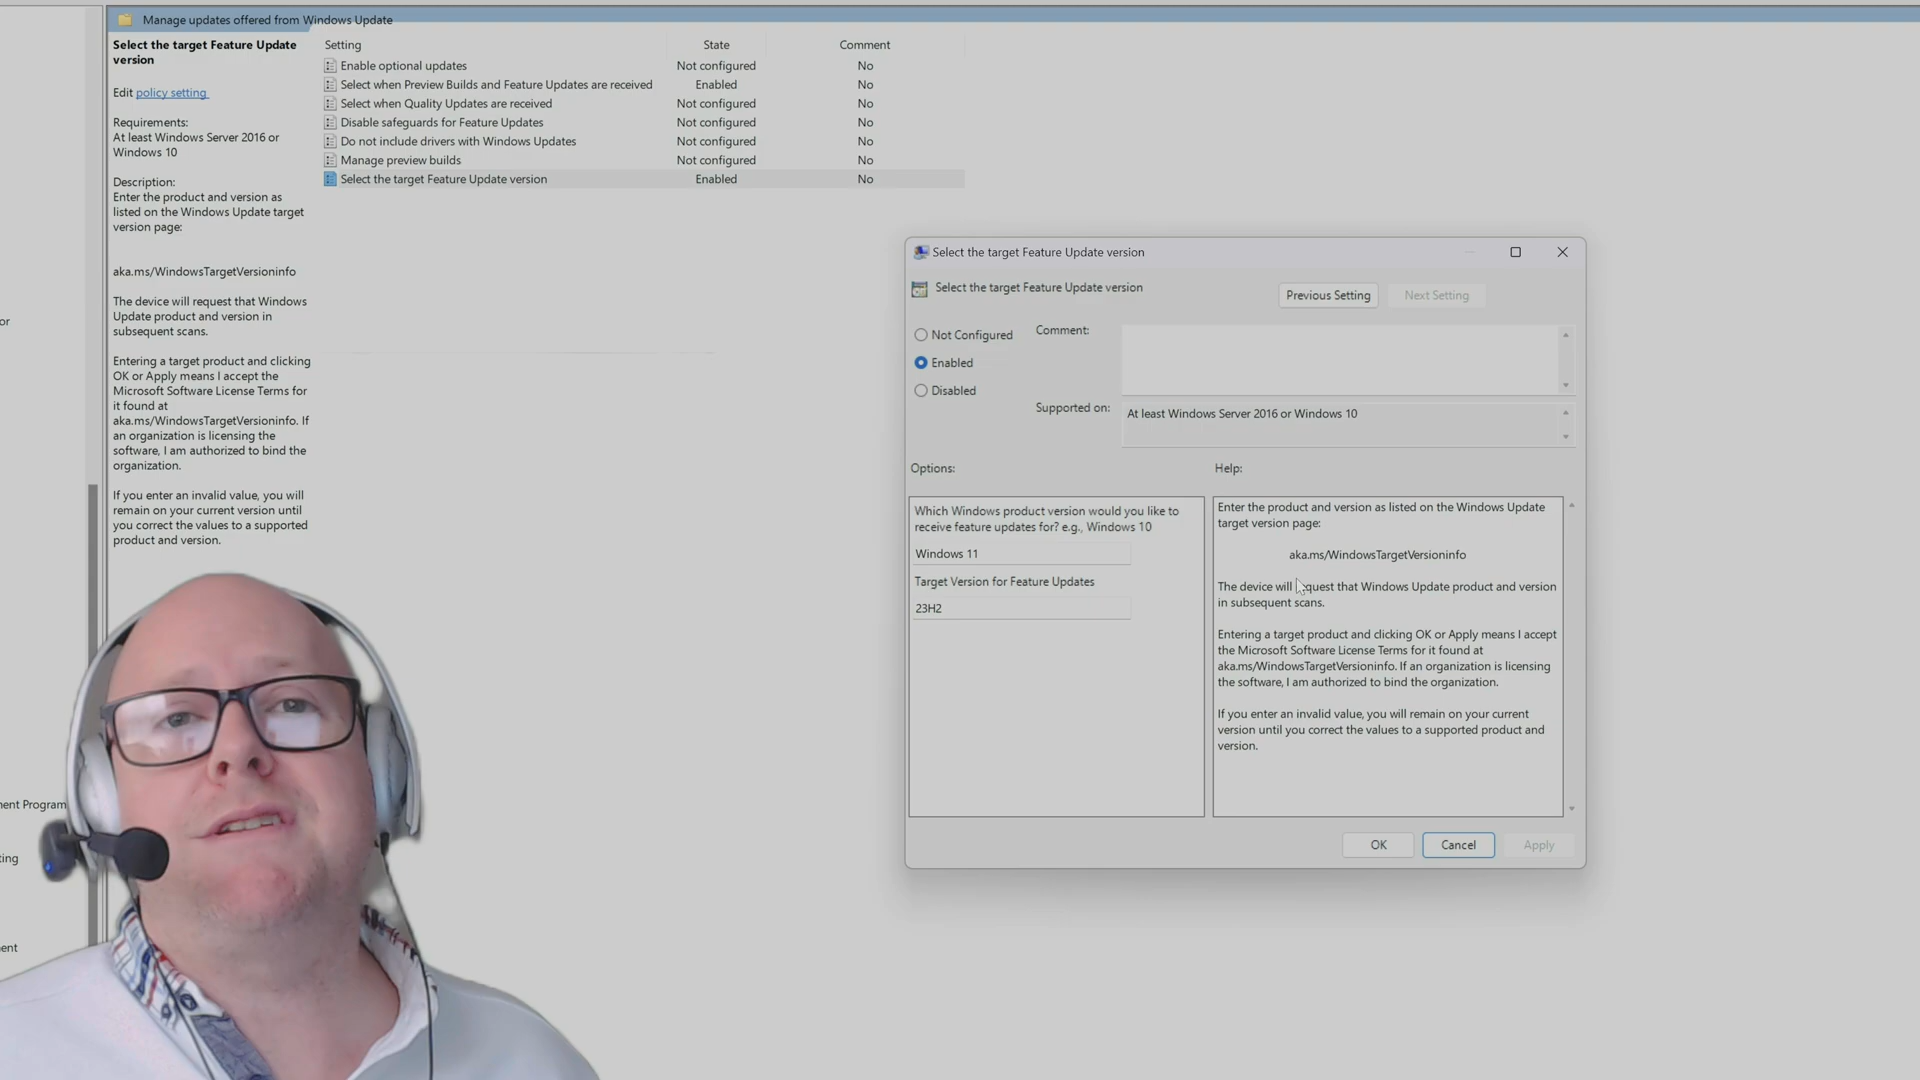 Manage updates offered from Windows Update
Select the target Feature Update
version
Edit policy setting
Requirements:
At least Windows Server 2016 or
Windows 10
Description:
Enter the product and version as
listed on the Windows Update target
version page:
aka.ms/WindowsTargetVersioninfo
The device will request that Windows
Update product and version in
subsequent scans.
Entering a target product and clicking
OK or Apply means I accept the
Microsoft Software License Terms for
it found at
aka.ms/WindowsTargetVersioninfo. If
an organization is licensing the
software, I am authorized to bind the
organization.
If you enter an invalid value, you will
remain on your current version until
you correct the values to a supported
product and version.
Setting State Comment
Enable optional updates Not configured No
Select when Preview Builds and Feature Updates are received Enabled No
Select when Quality Updates are received Not configured No
Disable safeguards for Feature Updates Not configured No
Do not include drivers with Windows Updates Not configured No
Manage preview builds Not configured No
Select the target Feature Update version Enabled No
or
ent Program
ting
ent
Select the target Feature Update version
Select the target Feature Update version
Previous Setting Next Setting
Not Configured
Enabled
Disabled
Comment:
Supported on: At least Windows Server 2016 or Windows 10
Options:
Which Windows product version would you like to
receive feature updates for? e.g., Windows 10
Windows 11
Target Version for Feature Updates
23H2
Help:
Enter the product and version as listed on the Windows Update
target version page:
aka.ms/WindowsTargetVersioninfo
The device will request that Windows Update product and version
in subsequent scans.
Entering a target product and clicking OK or Apply means I accept
the Microsoft Software License Terms for it found at
aka.ms/WindowsTargetVersioninfo. If an organization is licensing
the software, I am authorized to bind the organization.
If you enter an invalid value, you will remain on your current
version until you correct the values to a supported product and
version.
OK Cancel Apply